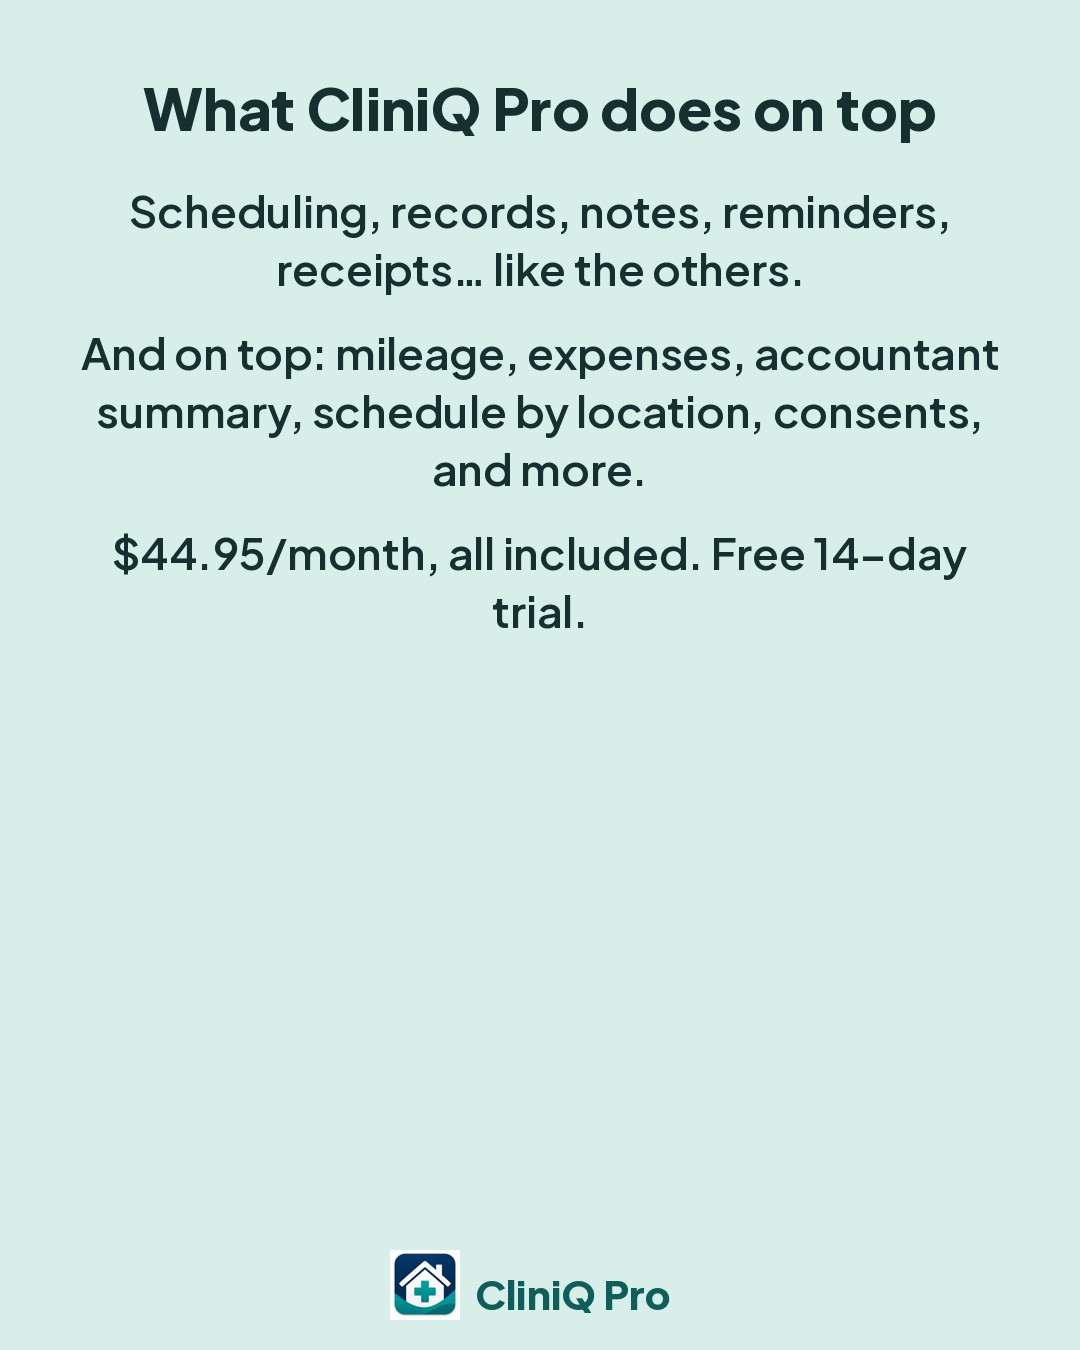 What CliniQ Pro does on top
Scheduling, records, notes, reminders,
receipts… like the others.
And on top: mileage, expenses, accountant
summary, schedule by location, consents,
and more.
$44.95/month, all included. Free 14-day
trial.
CliniQ Pro